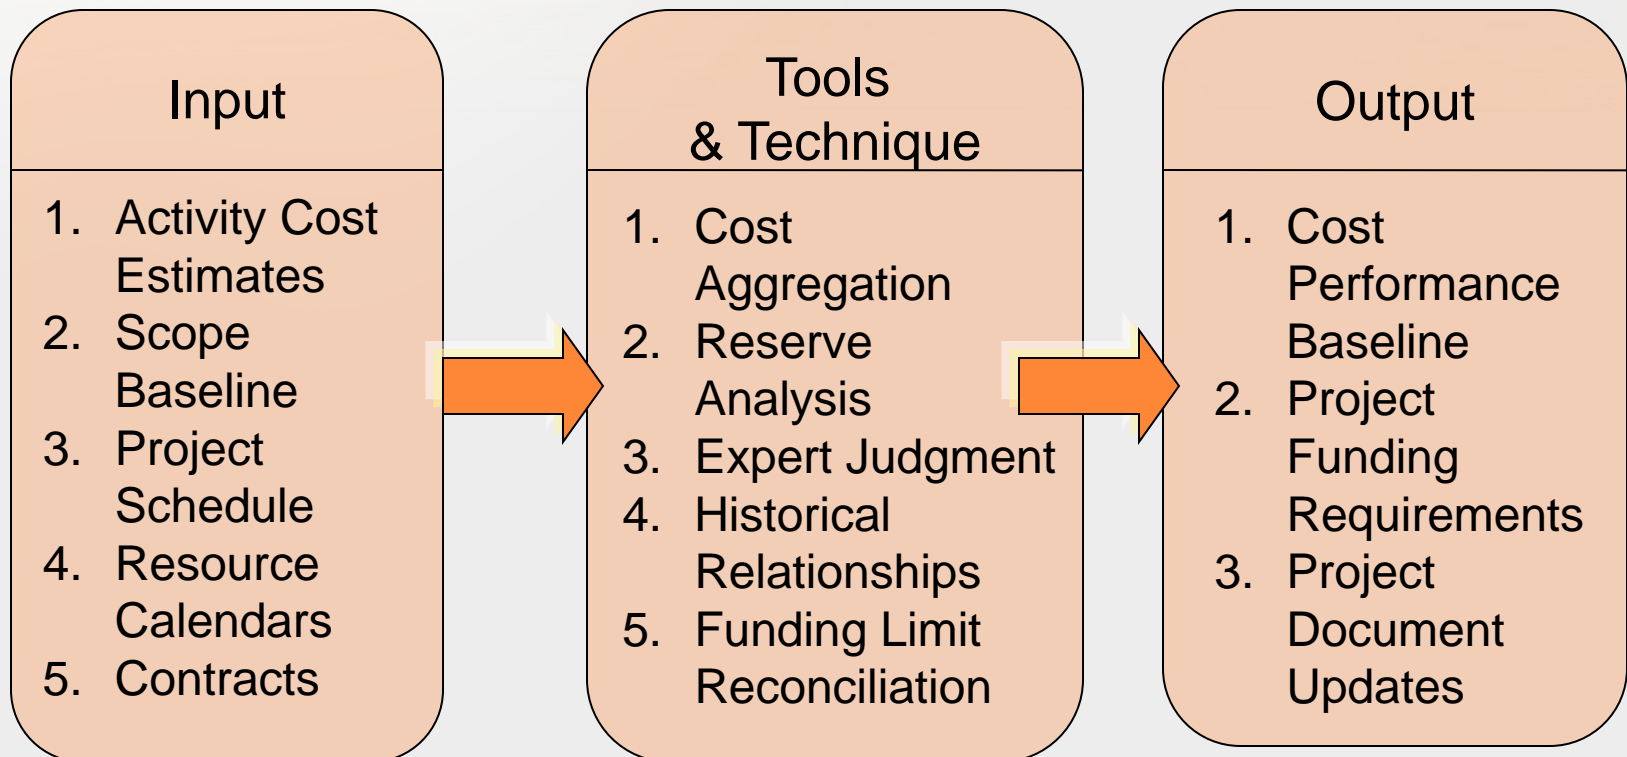 Input
1. Activity Cost
Estimates
2. Scope
Baseline
3. Project
Schedule
4. Resource
Calendars
5. Contracts
Tools
& Technique
1. Cost
Aggregation
2. Reserve
Analysis
3. Expert Judgment
4. Historical
Relationships
5. Funding Limit
Reconciliation
Output
1. Cost
Performance
Baseline
2. Project
Funding
Requirements
3. Project
Document
Updates